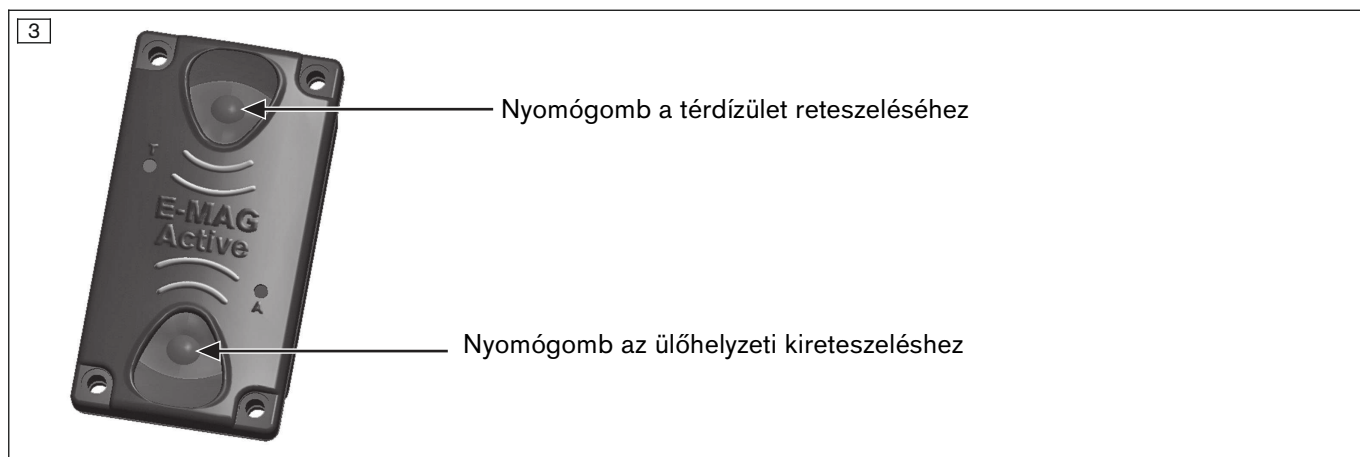 3
Nyomógomb a térdízület reteszeléséhez
T
E-MAG
Active
A
Nyomógomb az ülőhelyzeti kireteszeléshez